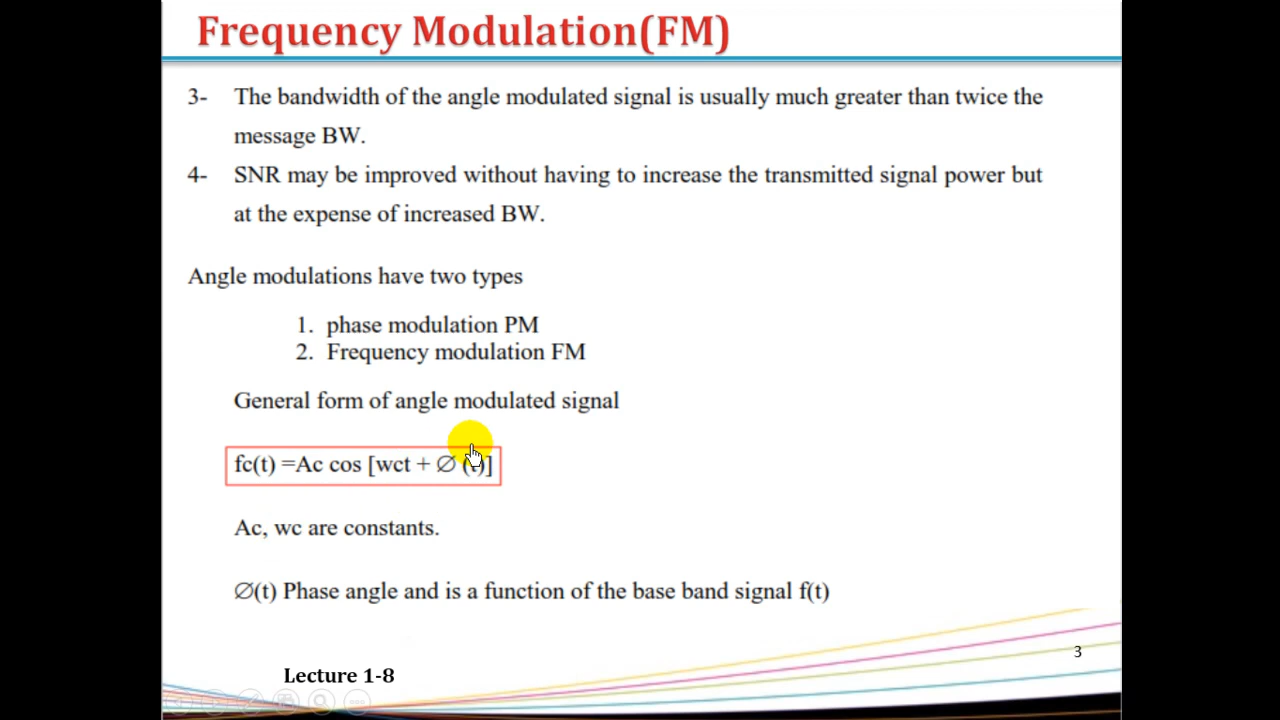 Frequency Modulation(FM)
3- The bandwidth of the angle modulated signal is usually much greater than twice the
message BW.
4- SNR may be improved without having to increase the transmitted signal power but
at the expense of increased BW.
Angle modulations have two types
1. phase modulation PM
2. Frequency modulation FM
General form of angle modulated signal
fc(t) =Ac cos [wct + ∅ (t)]
Ac, wc are constants.
∅(t) Phase angle and is a function of the base band signal f(t)
3
Lecture 1-8